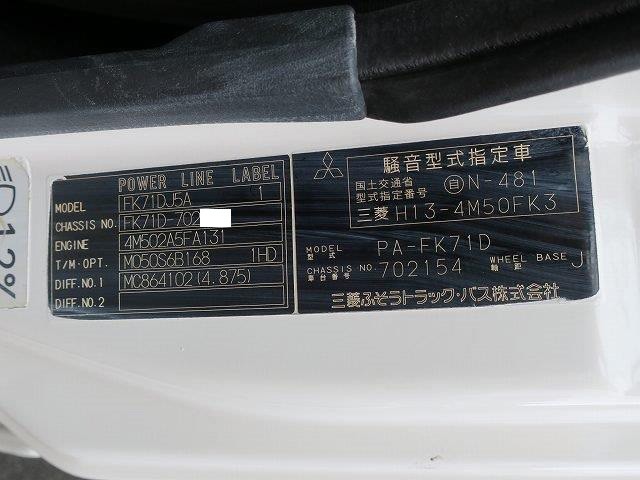 POWER LINE LABEL
MODEL FK71DJ5A 1
CHASSIS NO. FK71D-702
ENGINE 4M502A5FA131
T/M·OPT. M050S6B168 1HD
DIFF.NO.1 MC864102(4.875)
DIFF.NO.2
騒音型式指定車
国土交通省
型式指定番号 自N-481
三菱 H13-4M50FK3
MODEL
型式 PA-FK71D
CHASSIS NO.
車台番号 702154
WHEEL BASE
軸距 J
三菱ふそうトラック・バス株式会社
12%